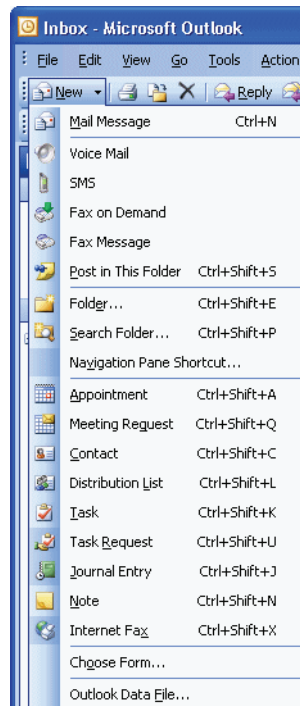 Inbox - Microsoft Outlook
File Edit View Go Tools Action
New Reply
Mail Message Ctrl+N
Voice Mail
SMS
Fax on Demand
Fax Message
Post in This Folder Ctrl+Shift+S
Folder... Ctrl+Shift+E
Search Folder... Ctrl+Shift+P
Navigation Pane Shortcut...
Appointment Ctrl+Shift+A
Meeting Request Ctrl+Shift+Q
Contact Ctrl+Shift+C
Distribution List Ctrl+Shift+L
Task Ctrl+Shift+K
Task Request Ctrl+Shift+U
Journal Entry Ctrl+Shift+J
Note Ctrl+Shift+N
Internet Fax Ctrl+Shift+X
Choose Form...
Outlook Data File...